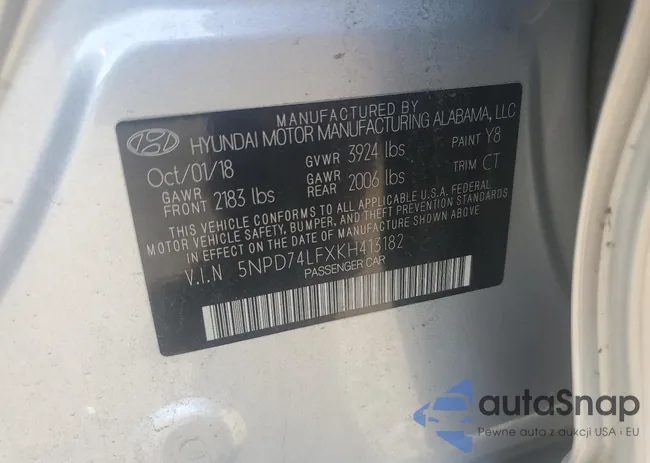 MANUFACTURED BY
HYUNDAI MOTOR MANUFACTURING ALABAMA, LLC
Oct/01/18 GVWR 3924 lbs PAINT Y8
GAWR FRONT 2183 lbs GAWR REAR 2006 lbs TRIM CT
THIS VEHICLE CONFORMS TO ALL APPLICABLE U.S.A. FEDERAL
MOTOR VEHICLE SAFETY, BUMPER, AND THEFT PREVENTION STANDARDS
IN EFFECT ON THE DATE OF MANUFACTURE SHOWN ABOVE
V.I.N 5NPD74LFXKH413182
PASSENGER CAR
autaSnap
Pewne auto z aukcji USA i EU